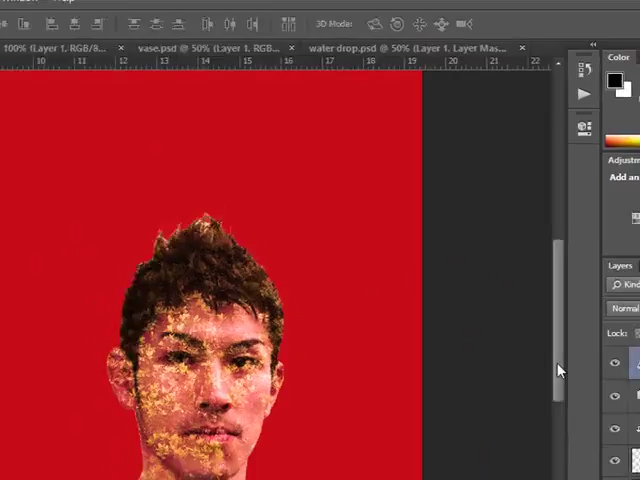 3D Mode:
100% (Layer 1, RGB/8...
vase.psd @ 50% (Layer 1, RGB...
water drop.psd @ 50% (Layer 1, Layer Mas...
10 11 12 13 14 15 16 17 18 19 20 21 22
Color
Adjustm
Add an
Layers
Kind
Normal
Lock: